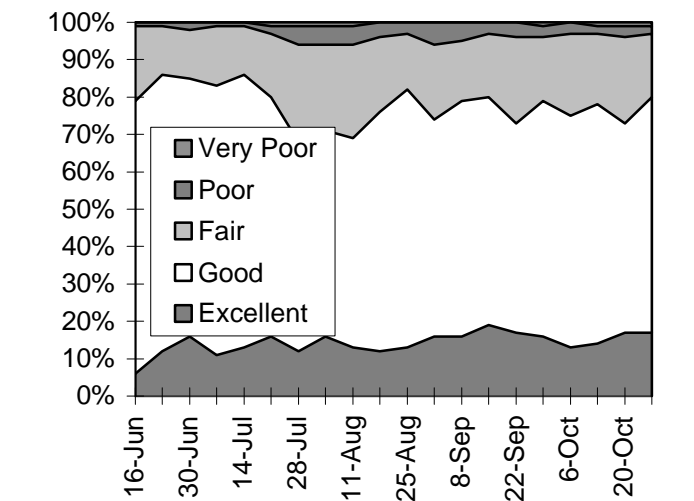 100%
90%
80%
70%
60%
50%
40%
30%
20%
10%
0%
Very Poor
Poor
Fair
Good
Excellent
16-Jun
30-Jun
14-Jul
28-Jul
11-Aug
25-Aug
8-Sep
22-Sep
6-Oct
20-Oct